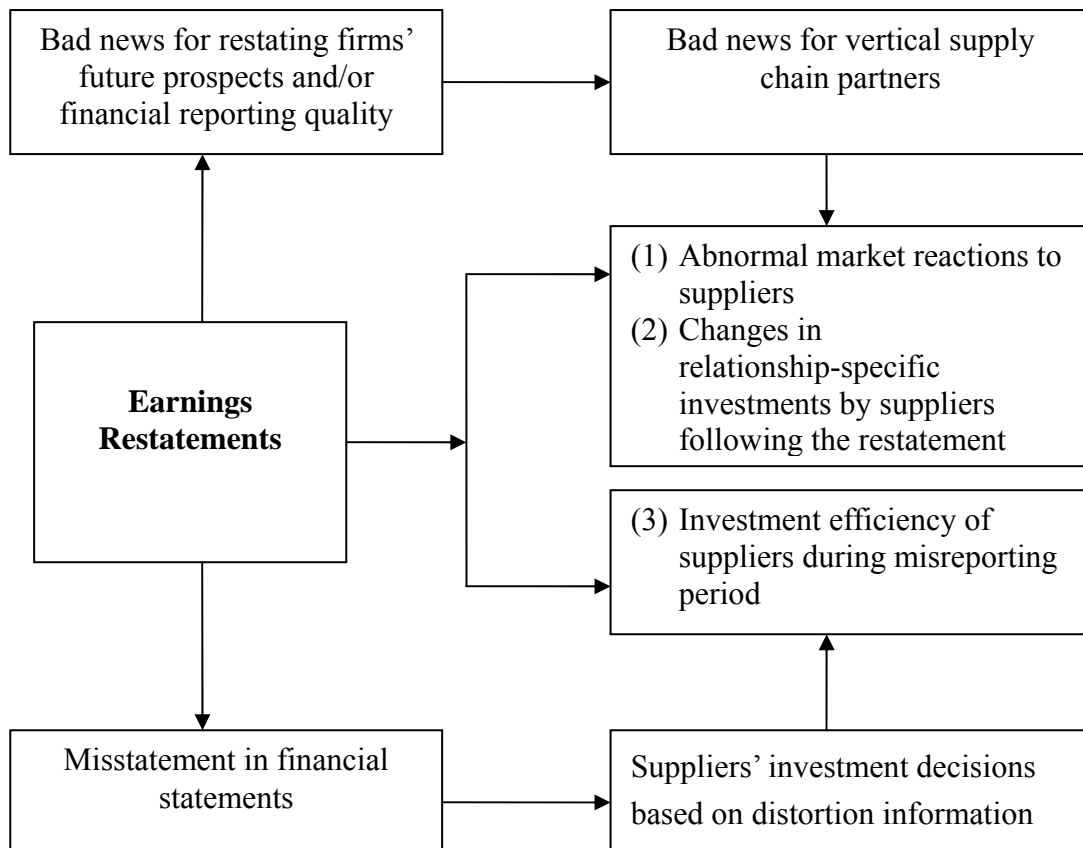 Bad news for restating firms’
future prospects and/or
financial reporting quality
Bad news for vertical supply
chain partners
(1) Abnormal market reactions to
suppliers
(2) Changes in
relationship-specific
investments by suppliers
following the restatement
Earnings
Restatements
(3) Investment efficiency of
suppliers during misreporting
period
Misstatement in financial
statements
Suppliers’ investment decisions
based on distortion information